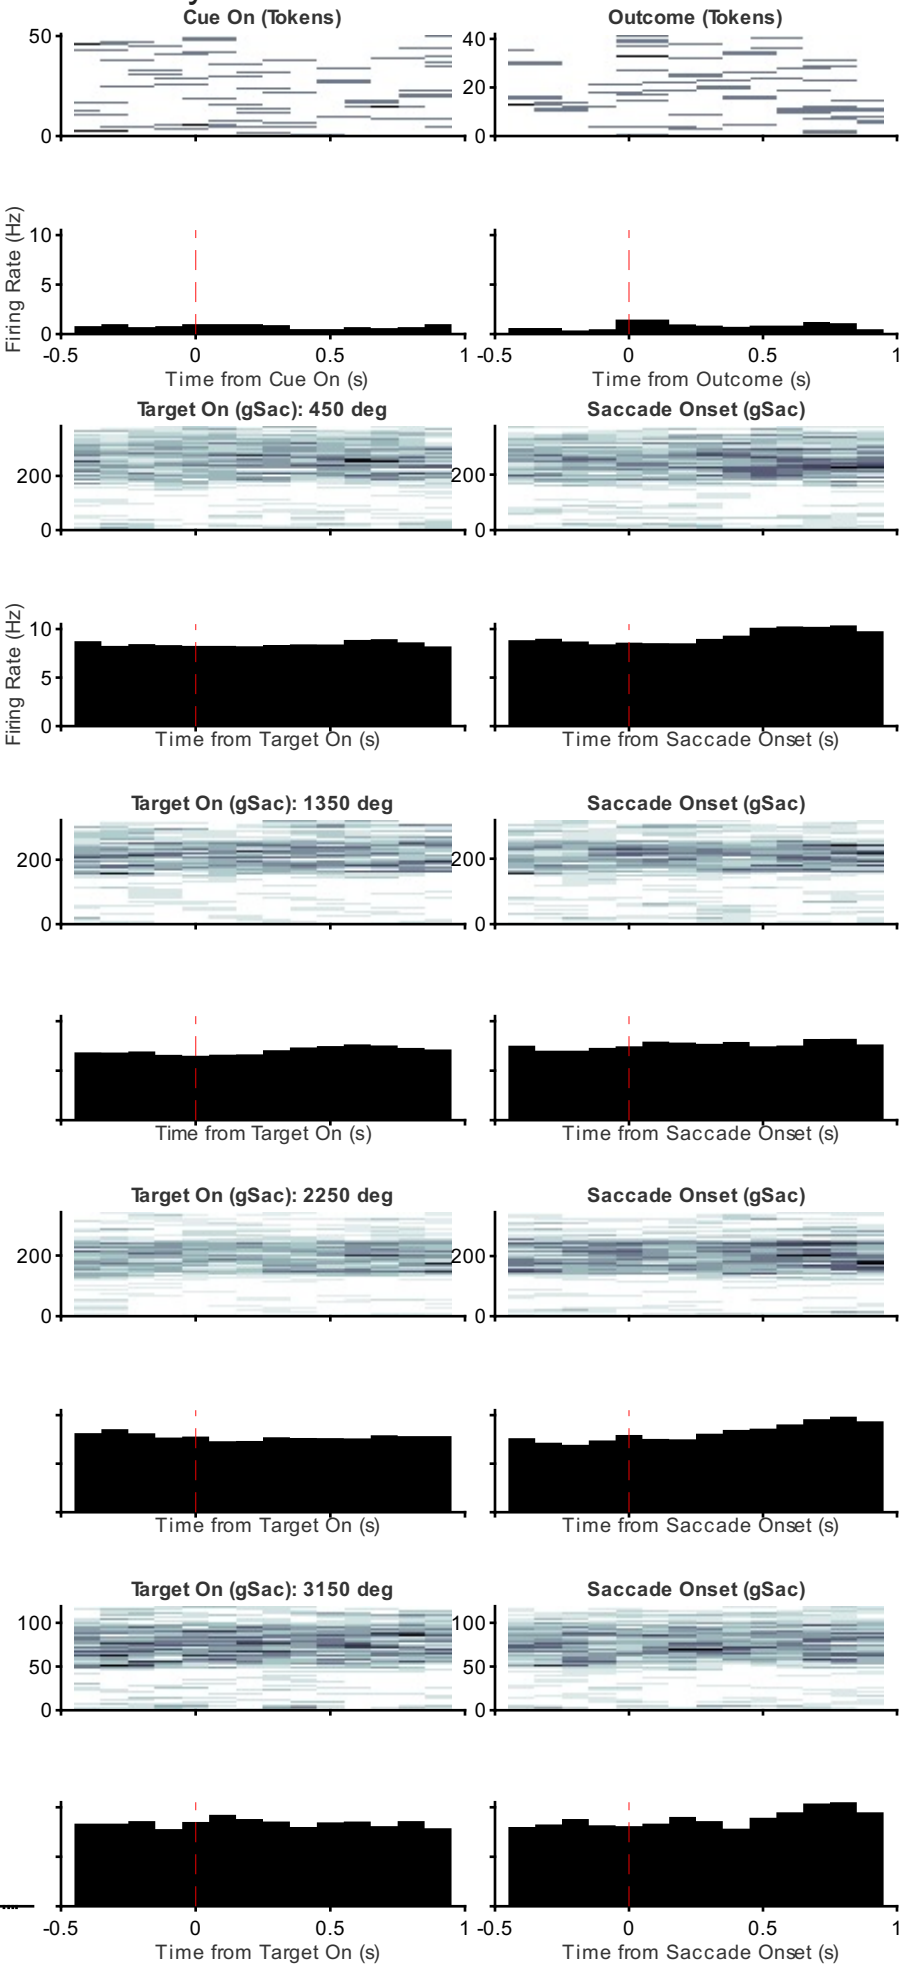 Cue On (Tokens) Outcome (Tokens)
50 40
20
0 0
Firing Rate (Hz)
10
5
0
-0.5 0 0.5 1 -0.5 0 0.5 1
Time from Cue On (s) Time from Outcome (s)
Target On (gSac): 450 deg Saccade Onset (gSac)
200 200
0 0
Firing Rate (Hz)
10
5
0
Time from Target On (s) Time from Saccade Onset (s)
Target On (gSac): 1350 deg Saccade Onset (gSac)
200 200
0 0
Time from Target On (s) Time from Saccade Onset (s)
Target On (gSac): 2250 deg Saccade Onset (gSac)
200 200
0 0
Time from Target On (s) Time from Saccade Onset (s)
Target On (gSac): 3150 deg Saccade Onset (gSac)
100 100
50 50
0 0
-0.5 0 0.5 1 -0.5 0 0.5 1
Time from Target On (s) Time from Saccade Onset (s)